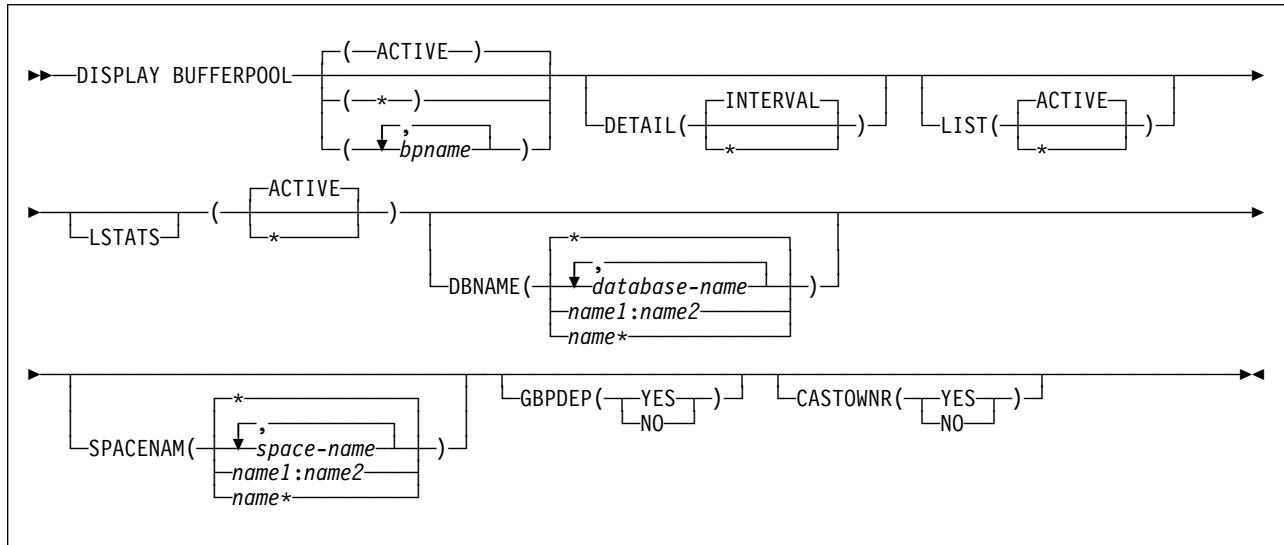 ( ACTIVE )
DISPLAY BUFFERPOOL
( * )
( , bpname )
DETAIL( INTERVAL * )
LIST( ACTIVE * )
LSTATS ( ACTIVE * )
DBNAME( * , database-name name1:name2 name* )
SPACENAM( * , space-name name1:name2 name* )
GBPDEP( YES NO )
CASTOWNR( YES NO )